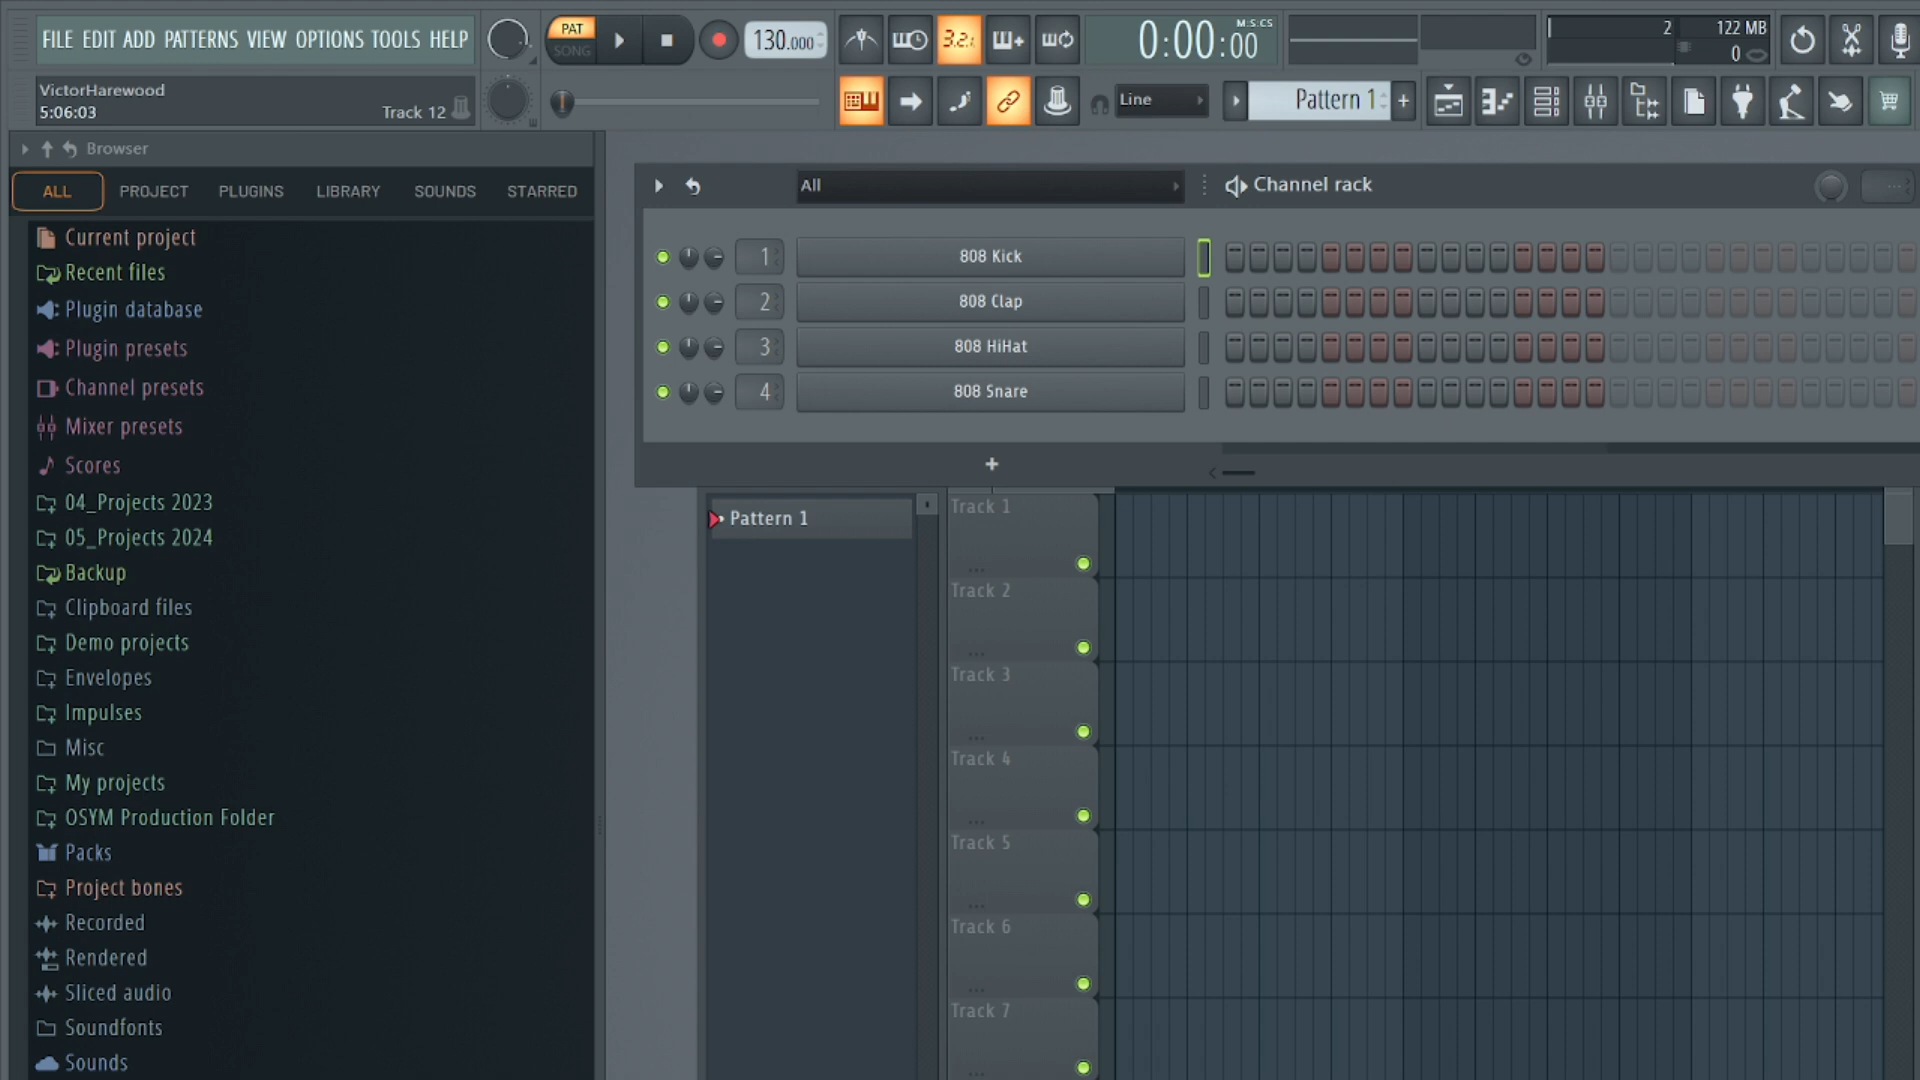 FILE EDIT ADD PATTERNS VIEW OPTIONS TOOLS HELP
PAT
SONG
130.000
3.2.
0:00:00
M:S:CS
2
122 MB
0
VictorHarewood
5:06:03
Track 12
Line
Pattern 1
+
Browser
ALL
PROJECT
PLUGINS
LIBRARY
SOUNDS
STARRED
Current project
Recent files
Plugin database
Plugin presets
Channel presets
Mixer presets
Scores
04_Projects 2023
05_Projects 2024
Backup
Clipboard files
Demo projects
Envelopes
Impulses
Misc
My projects
OSYM Production Folder
Packs
Project bones
Recorded
Rendered
Sliced audio
Soundfonts
Sounds
All
Channel rack
1
808 Kick
2
808 Clap
3
808 HiHat
4
808 Snare
+
Pattern 1
Track 1
...
Track 2
...
Track 3
...
Track 4
...
Track 5
...
Track 6
...
Track 7
...